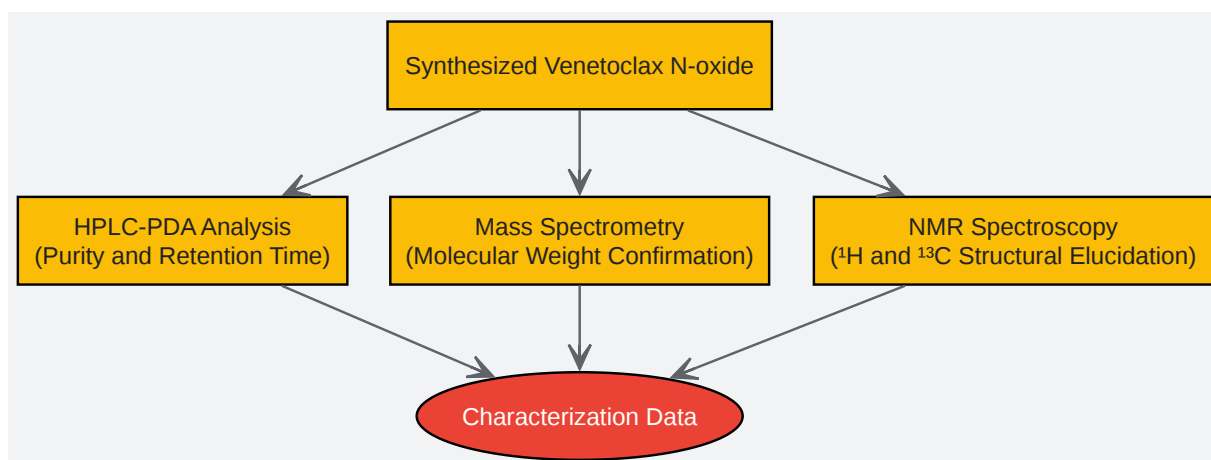 Synthesized Venetoclax N-oxide
HPLC-PDA Analysis
(Purity and Retention Time)
Mass Spectrometry
(Molecular Weight Confirmation)
NMR Spectroscopy
(¹H and ¹³C Structural Elucidation)
Characterization Data